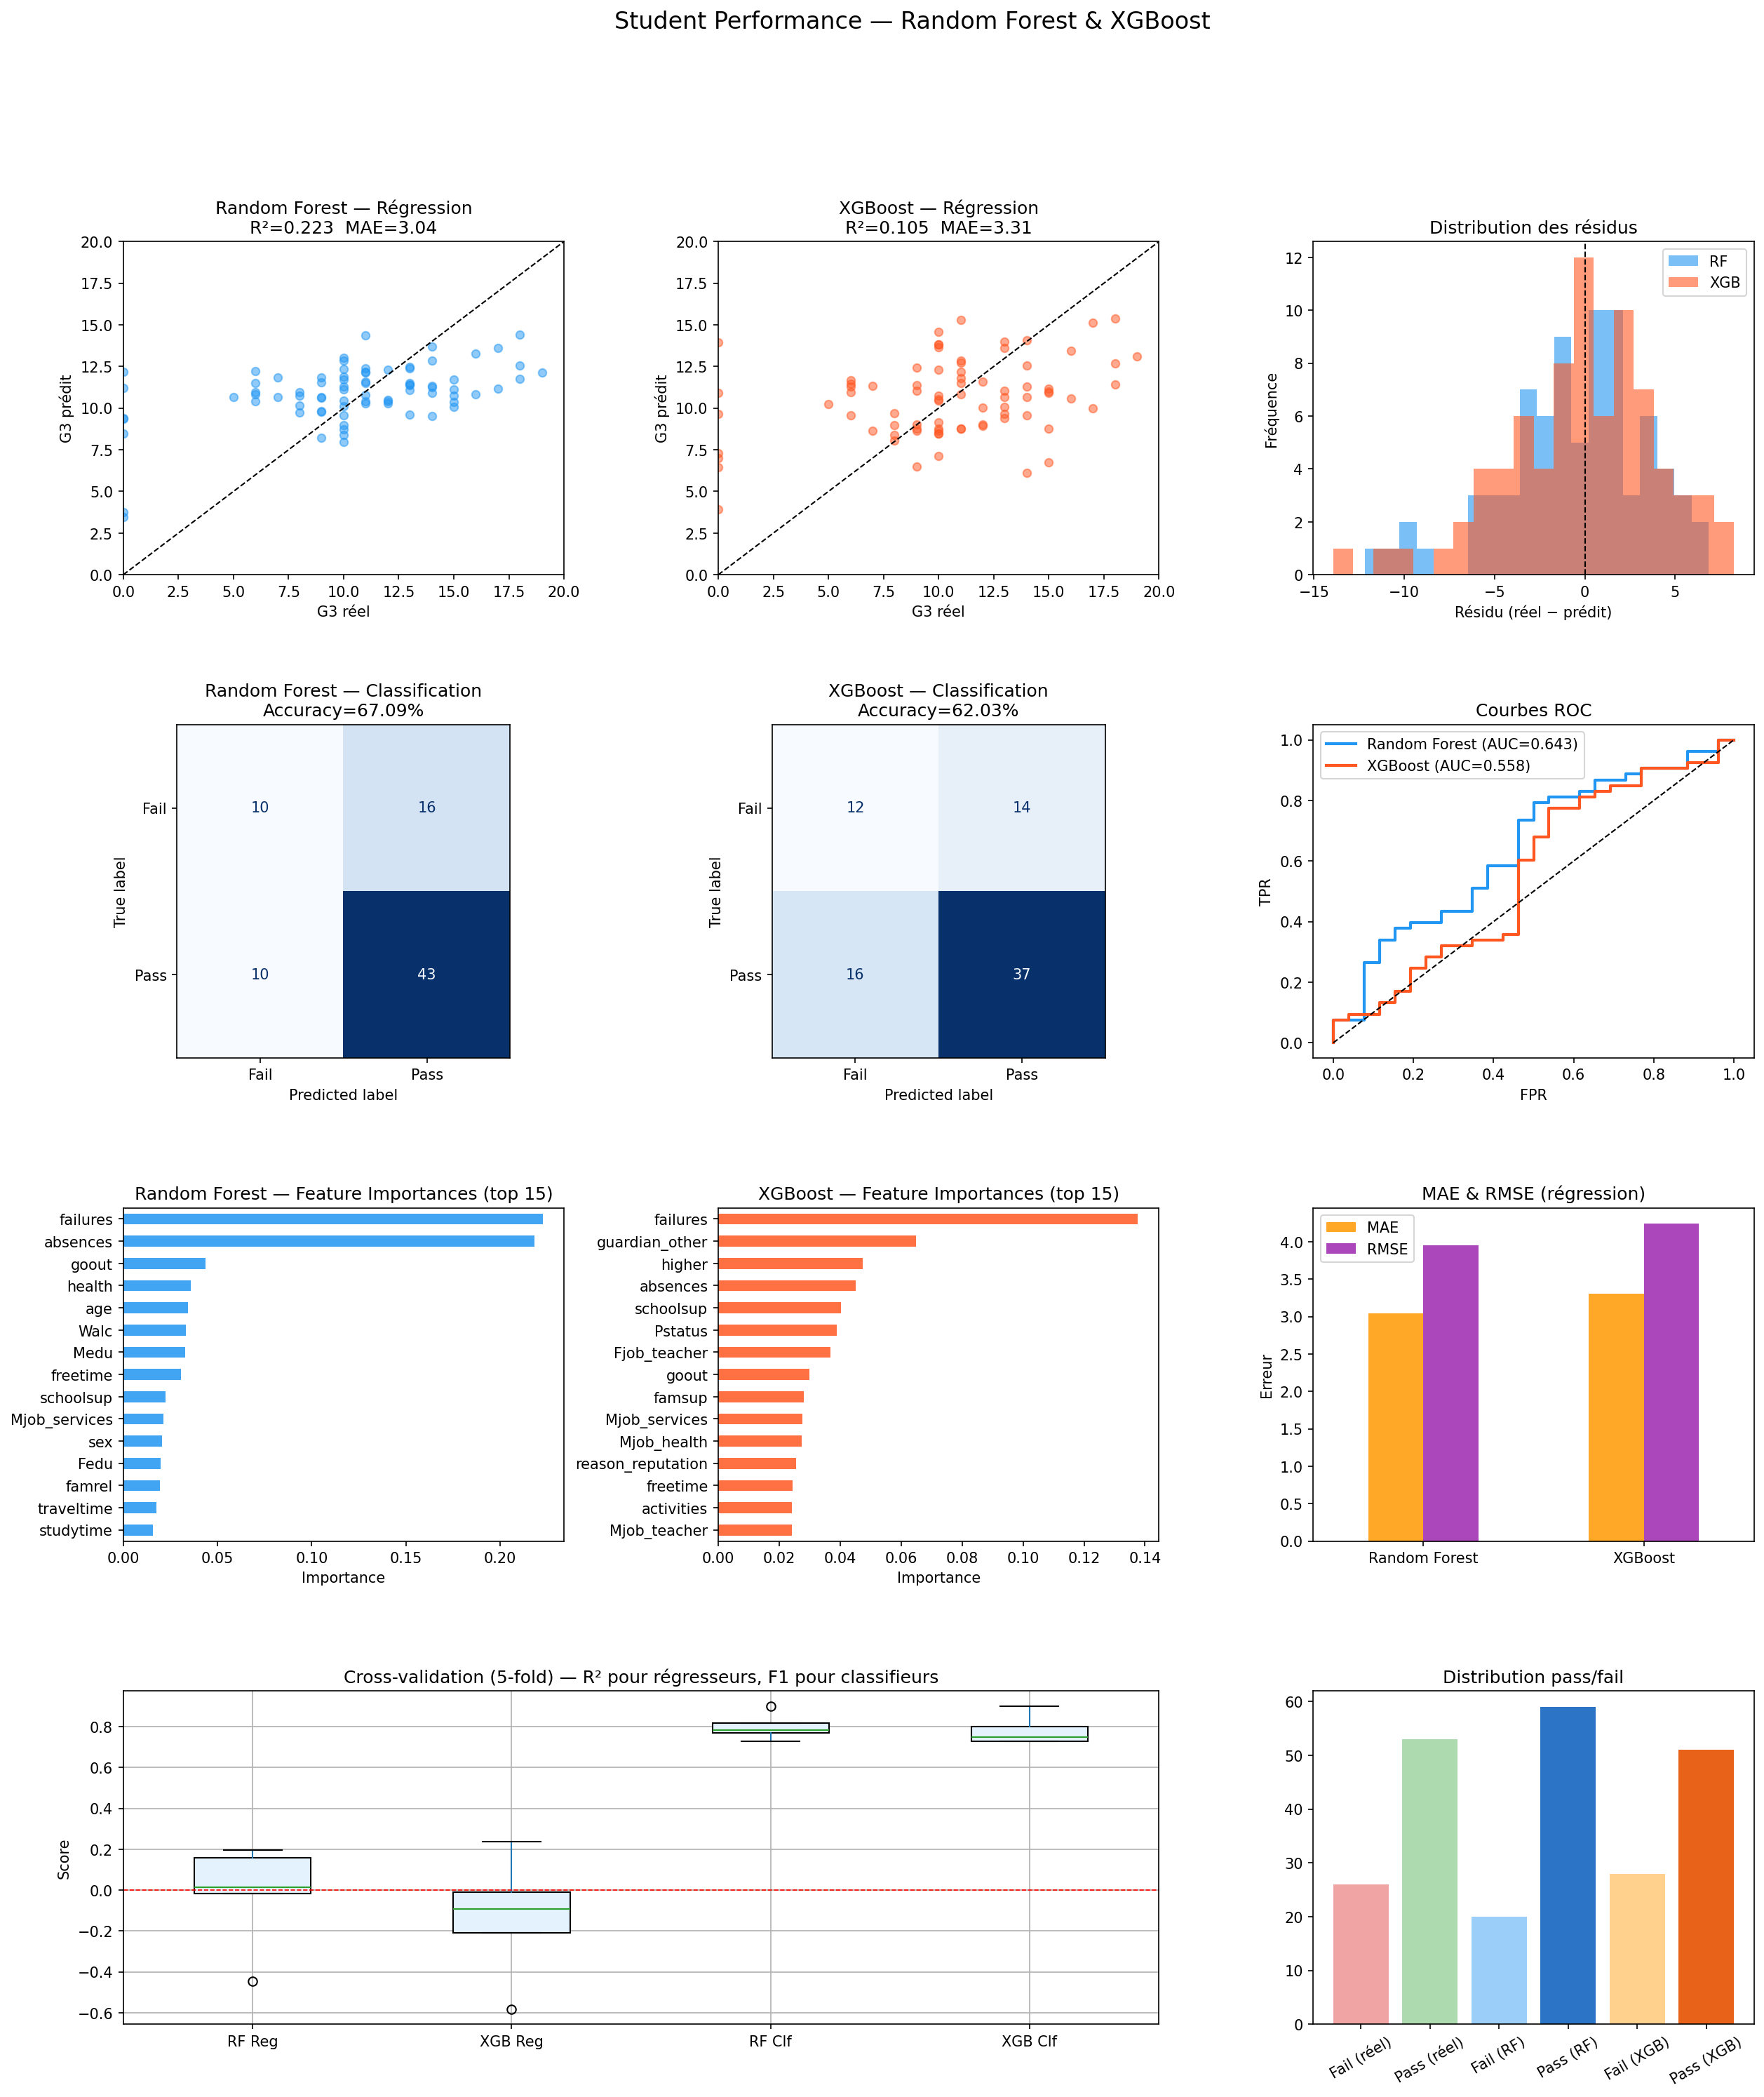 Student Performance — Random Forest & XGBoost
Random Forest — Régression
R²=0.223  MAE=3.04
20.0
17.5
15.0
12.5
10.0
7.5
5.0
2.5
0.0
G3 prédit
0.0 2.5 5.0 7.5 10.0 12.5 15.0 17.5 20.0
G3 réel
XGBoost — Régression
R²=0.105  MAE=3.31
20.0
17.5
15.0
12.5
10.0
7.5
5.0
2.5
0.0
G3 prédit
0.0 2.5 5.0 7.5 10.0 12.5 15.0 17.5 20.0
G3 réel
Distribution des résidus
RF
XGB
12
10
8
6
4
2
0
Fréquence
−15 −10 −5 0 5
Résidu (réel − prédit)
Random Forest — Classification
Accuracy=67.09%
True label
Fail 10 16
Pass 10 43
Fail Pass
Predicted label
XGBoost — Classification
Accuracy=62.03%
True label
Fail 12 14
Pass 16 37
Fail Pass
Predicted label
Courbes ROC
Random Forest (AUC=0.643)
XGBoost (AUC=0.558)
1.0
0.8
0.6
0.4
0.2
0.0
TPR
0.0 0.2 0.4 0.6 0.8 1.0
FPR
Random Forest — Feature Importances (top 15)
failures
absences
goout
health
age
Walc
Medu
freetime
schoolsup
Mjob_services
sex
Fedu
famrel
traveltime
studytime
0.00 0.05 0.10 0.15 0.20
Importance
XGBoost — Feature Importances (top 15)
failures
guardian_other
higher
absences
schoolsup
Pstatus
Fjob_teacher
goout
famsup
Mjob_services
Mjob_health
reason_reputation
freetime
activities
Mjob_teacher
0.00 0.02 0.04 0.06 0.08 0.10 0.12 0.14
Importance
MAE & RMSE (régression)
MAE
RMSE
4.0
3.5
3.0
2.5
2.0
1.5
1.0
0.5
0.0
Erreur
Random Forest XGBoost
Cross-validation (5-fold) — R² pour régresseurs, F1 pour classifieurs
0.8
0.6
0.4
0.2
0.0
−0.2
−0.4
−0.6
Score
RF Reg XGB Reg RF Clf XGB Clf
Distribution pass/fail
60
50
40
30
20
10
0
Fail (réel) Pass (réel) Fail (RF) Pass (RF) Fail (XGB) Pass (XGB)